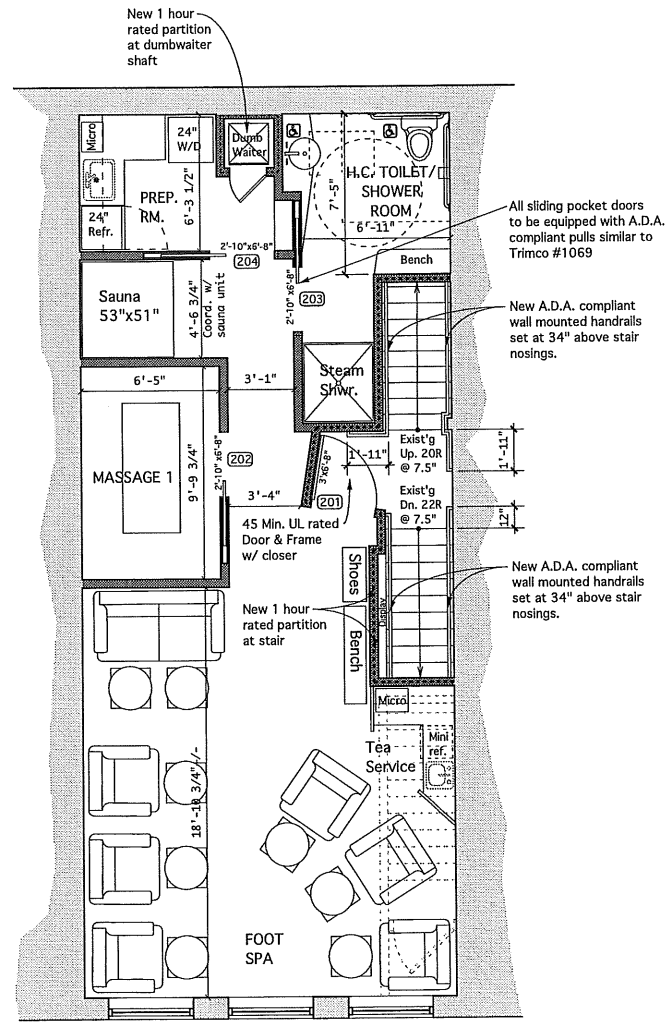 New 1 hour
rated partition
at dumbwaiter
shaft
Micro
24"
W/D
Dumb
Waiter
6'-3 1/2"
PREP.
RM.
24"
Refr.
H.C. TOILET/
SHOWER
ROOM
7'-5"
6'-11"
Bench
All sliding pocket doors
to be equipped with A.D.A.
compliant pulls similar to
Trimco #1069
2'-10"x6'-8"
204
2'-10"x6'-8"
203
Sauna
53"x51"
4'-6 3/4"
Coord. w/
sauna unit
New A.D.A. compliant
wall mounted handrails
set at 34" above stair
nosings.
Steam
Shwr.
6'-5"
3'-1"
MASSAGE 1
9'-9 3/4"
2'-10"x6'-8"
202
3'-4"
3'x6'-8"
201
1'-11"
Exist'g
Up. 20R
@ 7.5"
1'-11"
Exist'g
Dn. 22R
@ 7.5"
12"
45 Min. UL rated
Door & Frame
w/ closer
Shoes
Display
New A.D.A. compliant
wall mounted handrails
set at 34" above stair
nosings.
New 1 hour
rated partition
at stair
Bench
Micro
Tea
Service
Mini
ref.
18'-10 3/4" +/-
FOOT
SPA